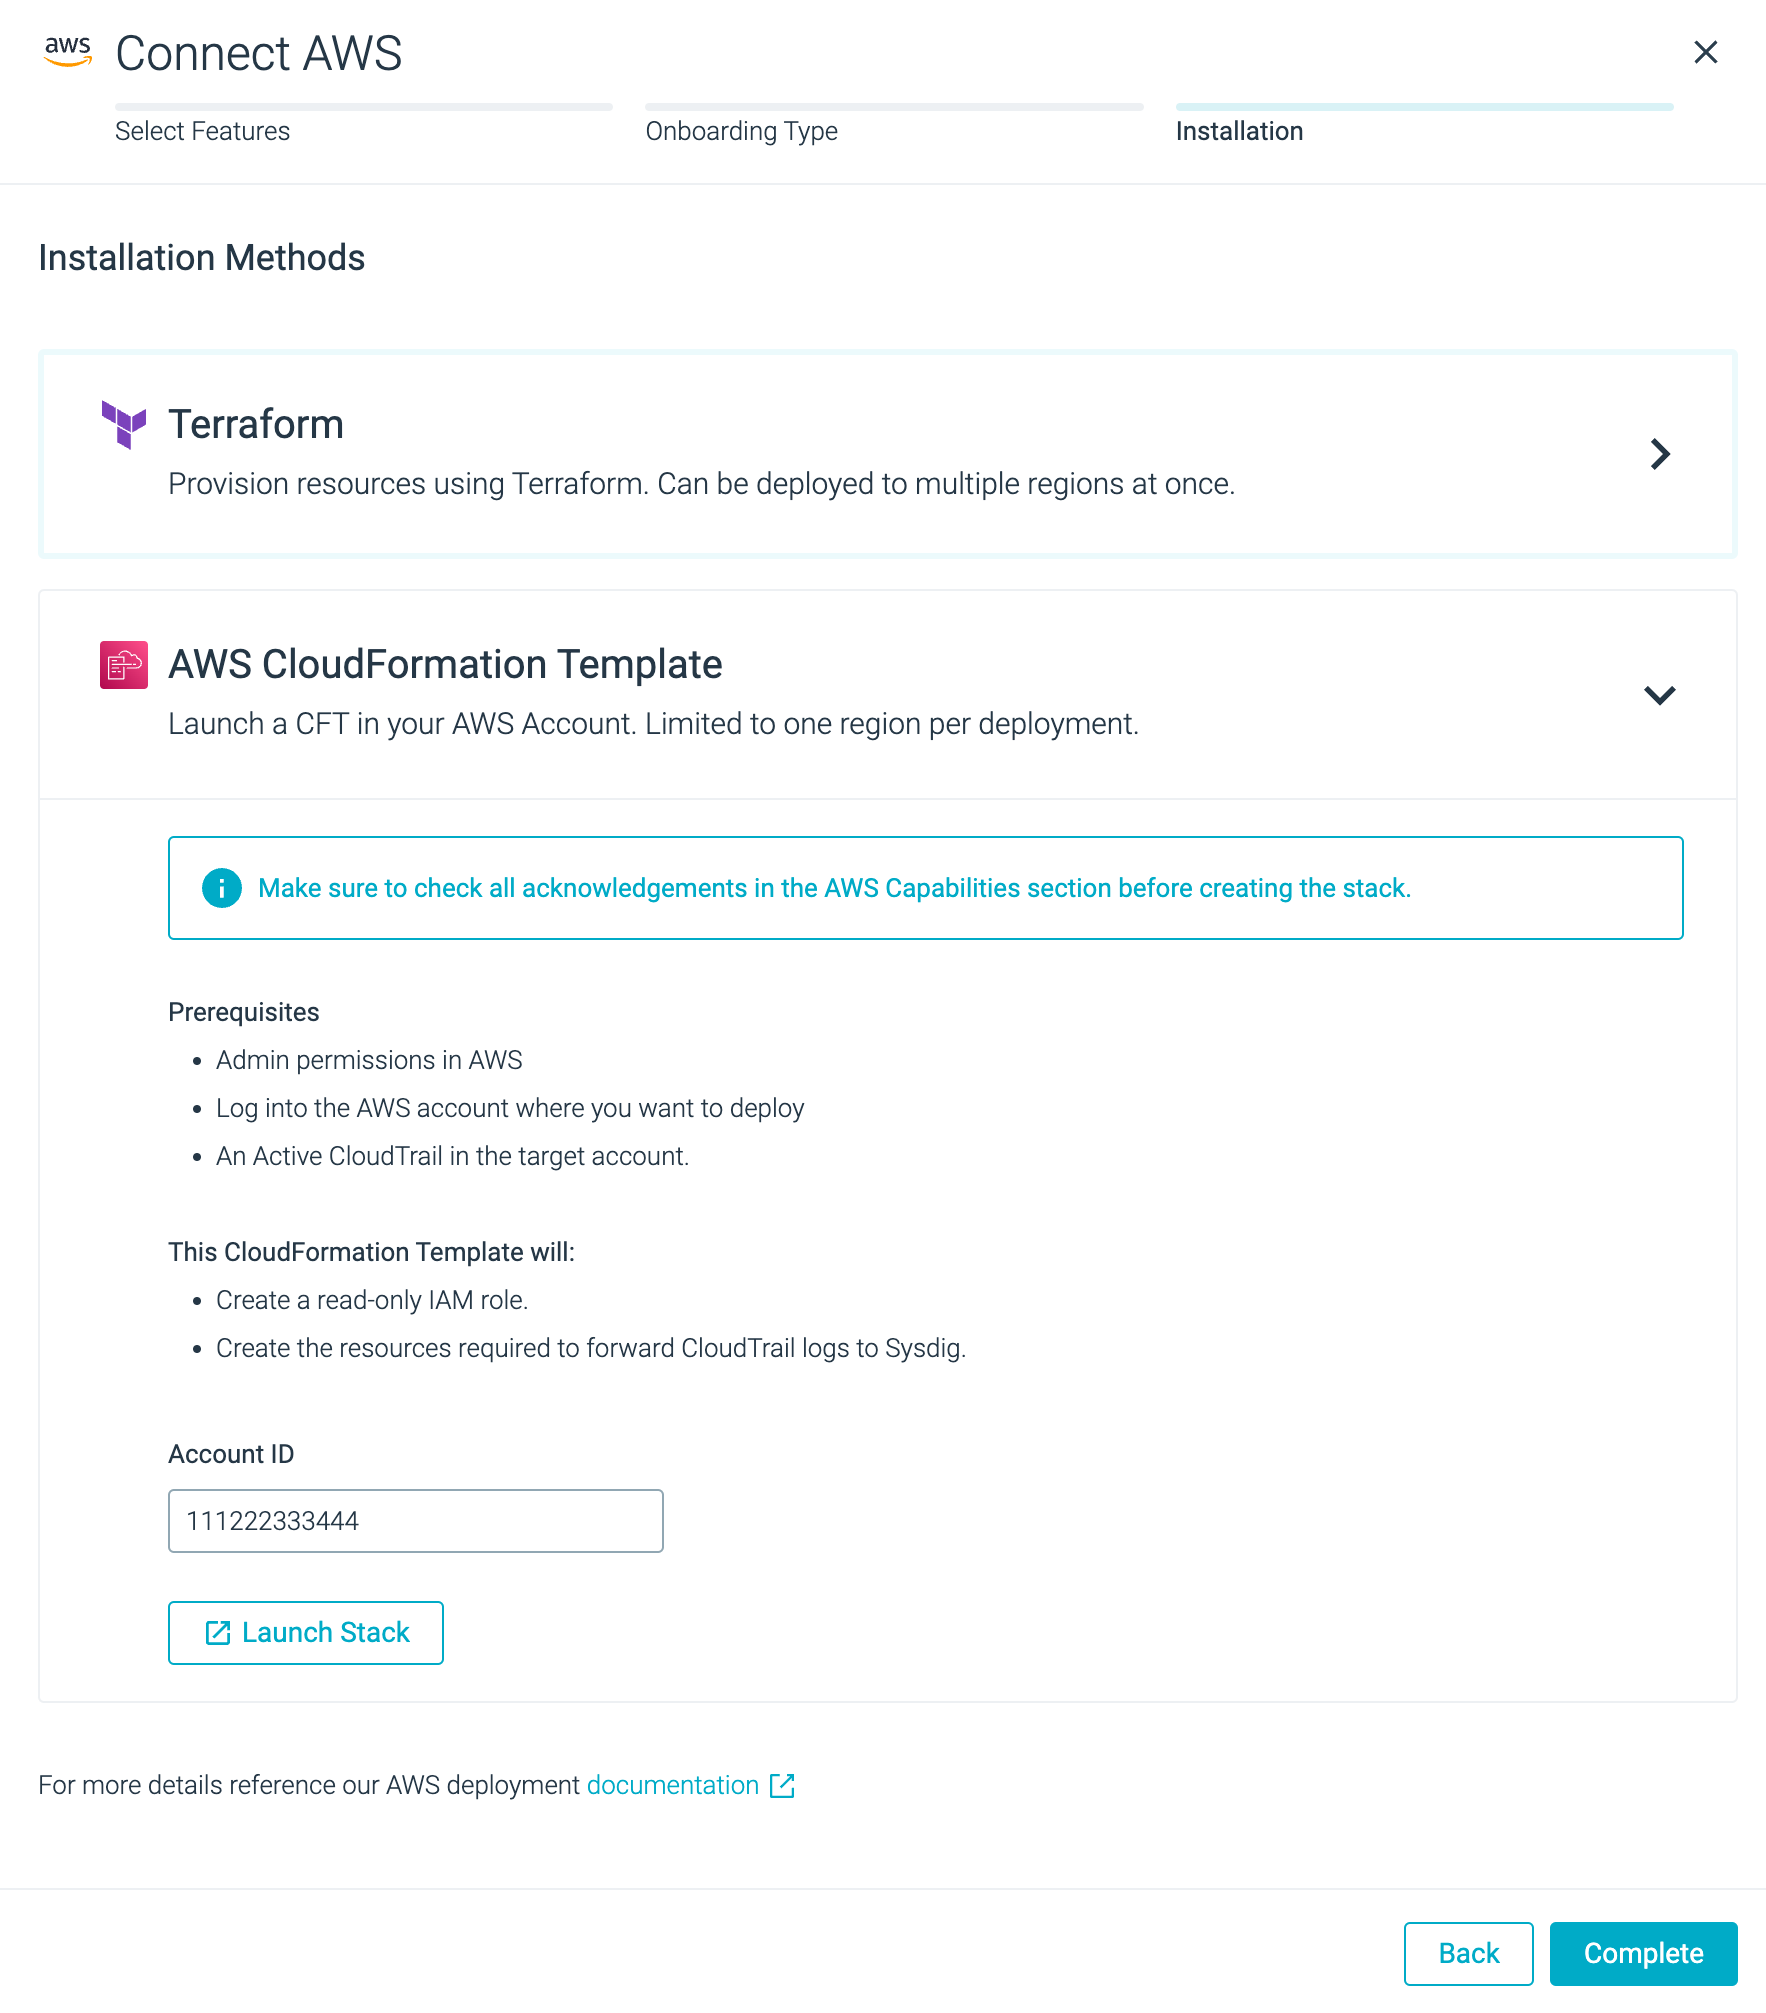 aws Connect AWS
Select Features
Onboarding Type
Installation
Installation Methods
Terraform
Provision resources using Terraform. Can be deployed to multiple regions at once.
AWS CloudFormation Template
Launch a CFT in your AWS Account. Limited to one region per deployment.
Make sure to check all acknowledgements in the AWS Capabilities section before creating the stack.
Prerequisites
• Admin permissions in AWS
• Log into the AWS account where you want to deploy
• An Active CloudTrail in the target account.
This CloudFormation Template will:
• Create a read-only IAM role.
• Create the resources required to forward CloudTrail logs to Sysdig.
Account ID
111222333444
Launch Stack
For more details reference our AWS deployment documentation
Back
Complete